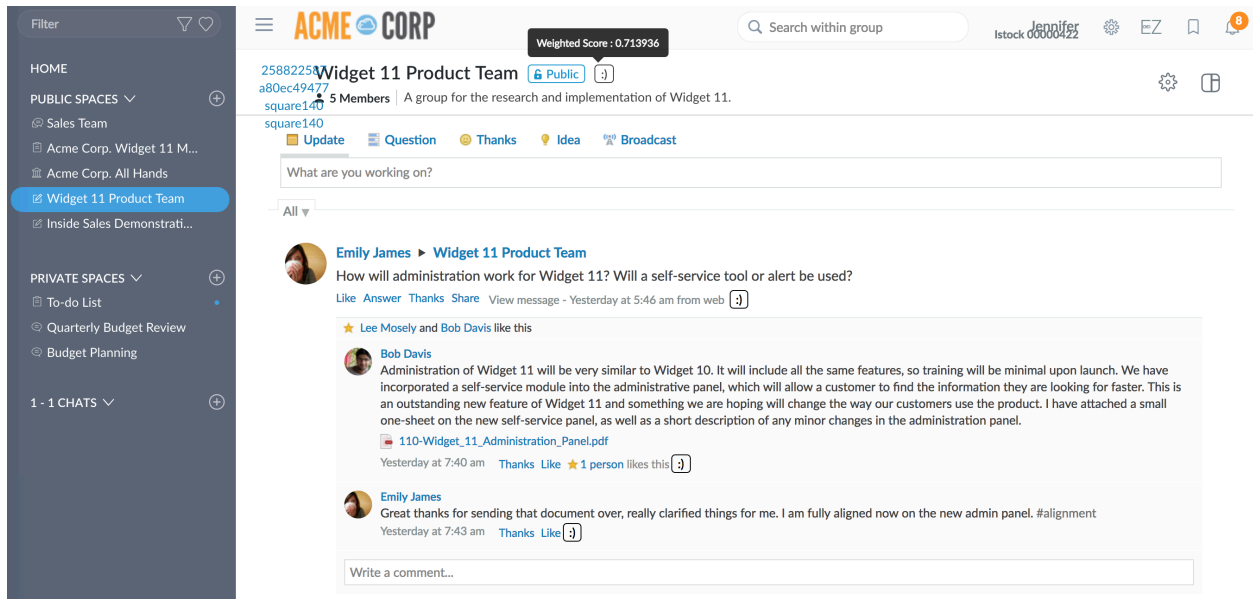 Filter
ACME CORP
Search within group
Jennifer
Istock 00000422
EZ
8
Weighted Score : 0.713936
HOME
PUBLIC SPACES
Sales Team
Acme Corp. Widget 11 M...
Acme Corp. All Hands
Widget 11 Product Team
Inside Sales Demonstrati...
PRIVATE SPACES
To-do List
Quarterly Budget Review
Budget Planning
1 - 1 CHATS
Widget 11 Product Team Public :)
a80ec49477
square140
square140
5 Members A group for the research and implementation of Widget 11.
Update Question Thanks Idea Broadcast
What are you working on?
All
Emily James Widget 11 Product Team
How will administration work for Widget 11? Will a self-service tool or alert be used?
Like Answer Thanks Share View message - Yesterday at 5:46 am from web :)
Lee Mosely and Bob Davis like this
Bob Davis
Administration of Widget 11 will be very similar to Widget 10. It will include all the same features, so training will be minimal upon launch. We have
incorporated a self-service module into the administrative panel, which will allow a customer to find the information they are looking for faster. This is
an outstanding new feature of Widget 11 and something we are hoping will change the way our customers use the product. I have attached a small
one-sheet on the new self-service panel, as well as a short description of any minor changes in the administration panel.
110-Widget_11_Administration_Panel.pdf
Yesterday at 7:40 am Thanks Like 1 person likes this :)
Emily James
Great thanks for sending that document over, really clarified things for me. I am fully aligned now on the new admin panel. #alignment
Yesterday at 7:43 am Thanks Like :)
Write a comment...